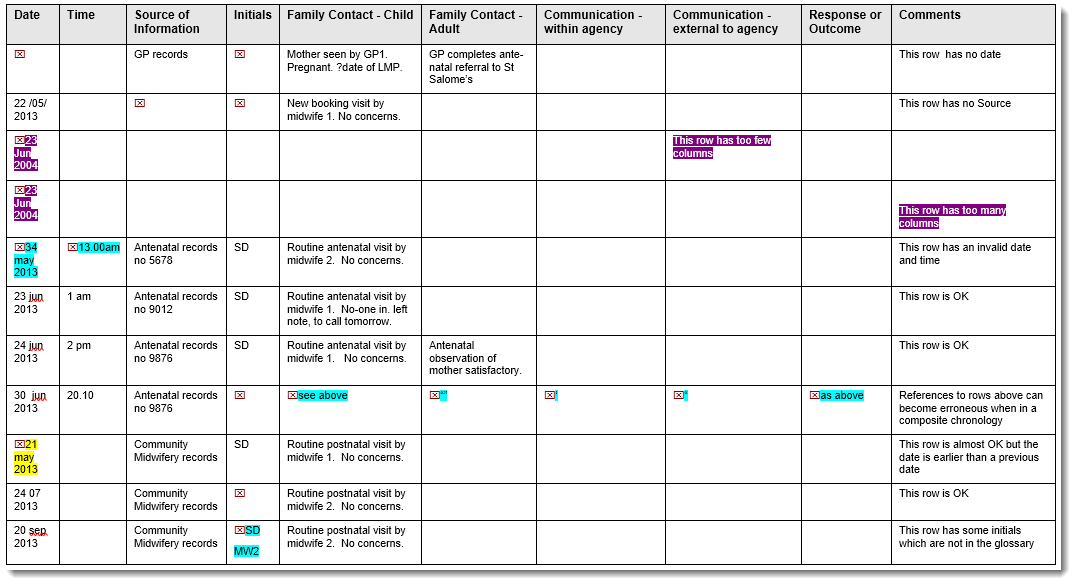 Date Time Source of Information Initials Family Contact - Child Family Contact - Adult Communication - within agency Communication - external to agency Response or Outcome Comments
☒
GP records
☒
Mother seen by GP1.
Pregnant. ?date of LMP.
GP completes ante-
natal referral to St
Salome's
This row has no date
22 /05/
2013
☒
☒
New booking visit by
midwife 1. No concerns.
This row has no Source
☒23
Jun
2004
This row has too few
columns
☒23
Jun
2004
This row has too many
columns
☒34
may
2013
☒13.00am
Antenatal records
no 5678
SD
Routine antenatal visit by
midwife 2. No concerns.
This row has an invalid date
and time
23 jun
2013
1 am
Antenatal records
no 9012
SD
Routine antenatal visit by
midwife 1. No-one in. left
note, to call tomorrow.
This row is OK
24 jun
2013
2 pm
Antenatal records
no 9876
SD
Routine antenatal visit by
midwife 1. No concerns.
Antenatal
observation of
mother satisfactory.
This row is OK
30 jun
2013
20.10
Antenatal records
no 9876
☒
☒see above
☒""
☒'
☒"
☒as above
References to rows above can
become erroneous when in a
composite chronology
☒21
may
2013
Community
Midwifery records
SD
Routine postnatal visit by
midwife 2. No concerns.
This row is almost OK but the
date is earlier than a previous
date
24 07
2013
Community
Midwifery records
☒
Routine postnatal visit by
midwife 2. No concerns.
This row is OK
20 sep
2013
Community
Midwifery records
☒SD
MW2
Routine postnatal visit by
midwife 2. No concerns.
This row has some initials
which are not in the glossary